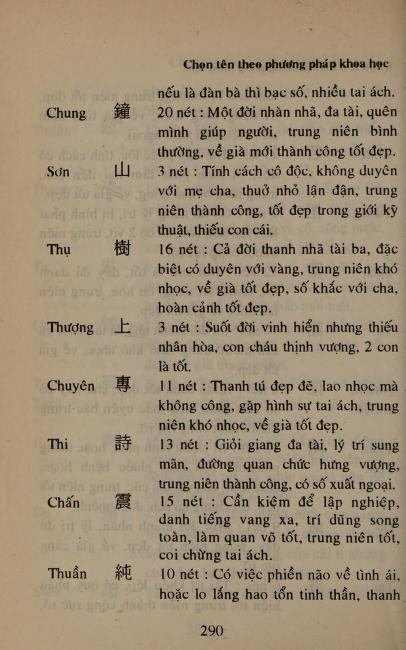 Chọn tên theo phương pháp khoa học
nếu là đàn bà thì bạc số, nhiều tai ách.
Chung 鐘 20 nét : Một đời nhàn nhã, đa tài, quên
mình giúp người, trung niên bình
thường, về già mới thành công tốt đẹp.
Sơn 山 3 nét : Tính cách cô độc, không duyên
với mẹ cha, thuở nhỏ lận đận, trung
niên thành công, tốt đẹp trong giới kỹ
thuật, thiếu con cái.
Thụ 樹 16 nét : Cả đời thanh nhã tài ba, đặc
biệt có duyên với vàng, trung niên khó
nhọc, về già tốt đẹp, số khắc với cha,
hoàn cảnh tốt đẹp.
Thượng 上 3 nét : Suốt đời vinh hiển nhưng thiếu
nhân hòa, con cháu thịnh vượng, 2 con
là tốt.
Chuyên 專 11 nét : Thanh tú đẹp đẽ, lao nhọc mà
không công, gặp hình sự tai ách, trung
niên khó nhọc, về già tốt đẹp.
Thi 詩 13 nét : Giỏi giang đa tài, lý trí sung
mãn, đường quan chức hưng vượng,
trung niên thành công, có số xuất ngoại.
Chấn 震 15 nét : Cần kiệm để lập nghiệp,
danh tiếng vang xa, trí dũng song
toàn, làm quan võ tốt, trung niên tốt,
coi chừng tai ách.
Thuần 純 10 nét : Có việc phiền não về tình ái,
hoặc lo lắng hao tổn tinh thần, thanh
290